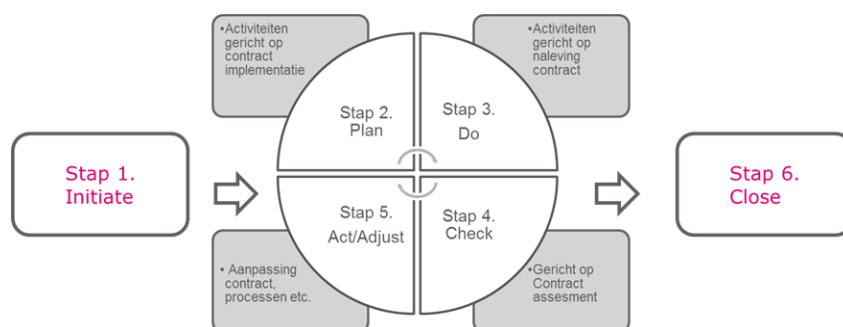 •Activiteiten
gericht op
contract
implementatie
•Activiteiten
gericht op
naleving
contract
Stap 2.
Plan
Stap 3.
Do
Stap 1.
Initiate
Stap 6.
Close
Stap 5.
Act/Adjust
Stap 4.
Check
• Aanpassing
contract,
processen etc.
•Gericht op
Contract
assesment